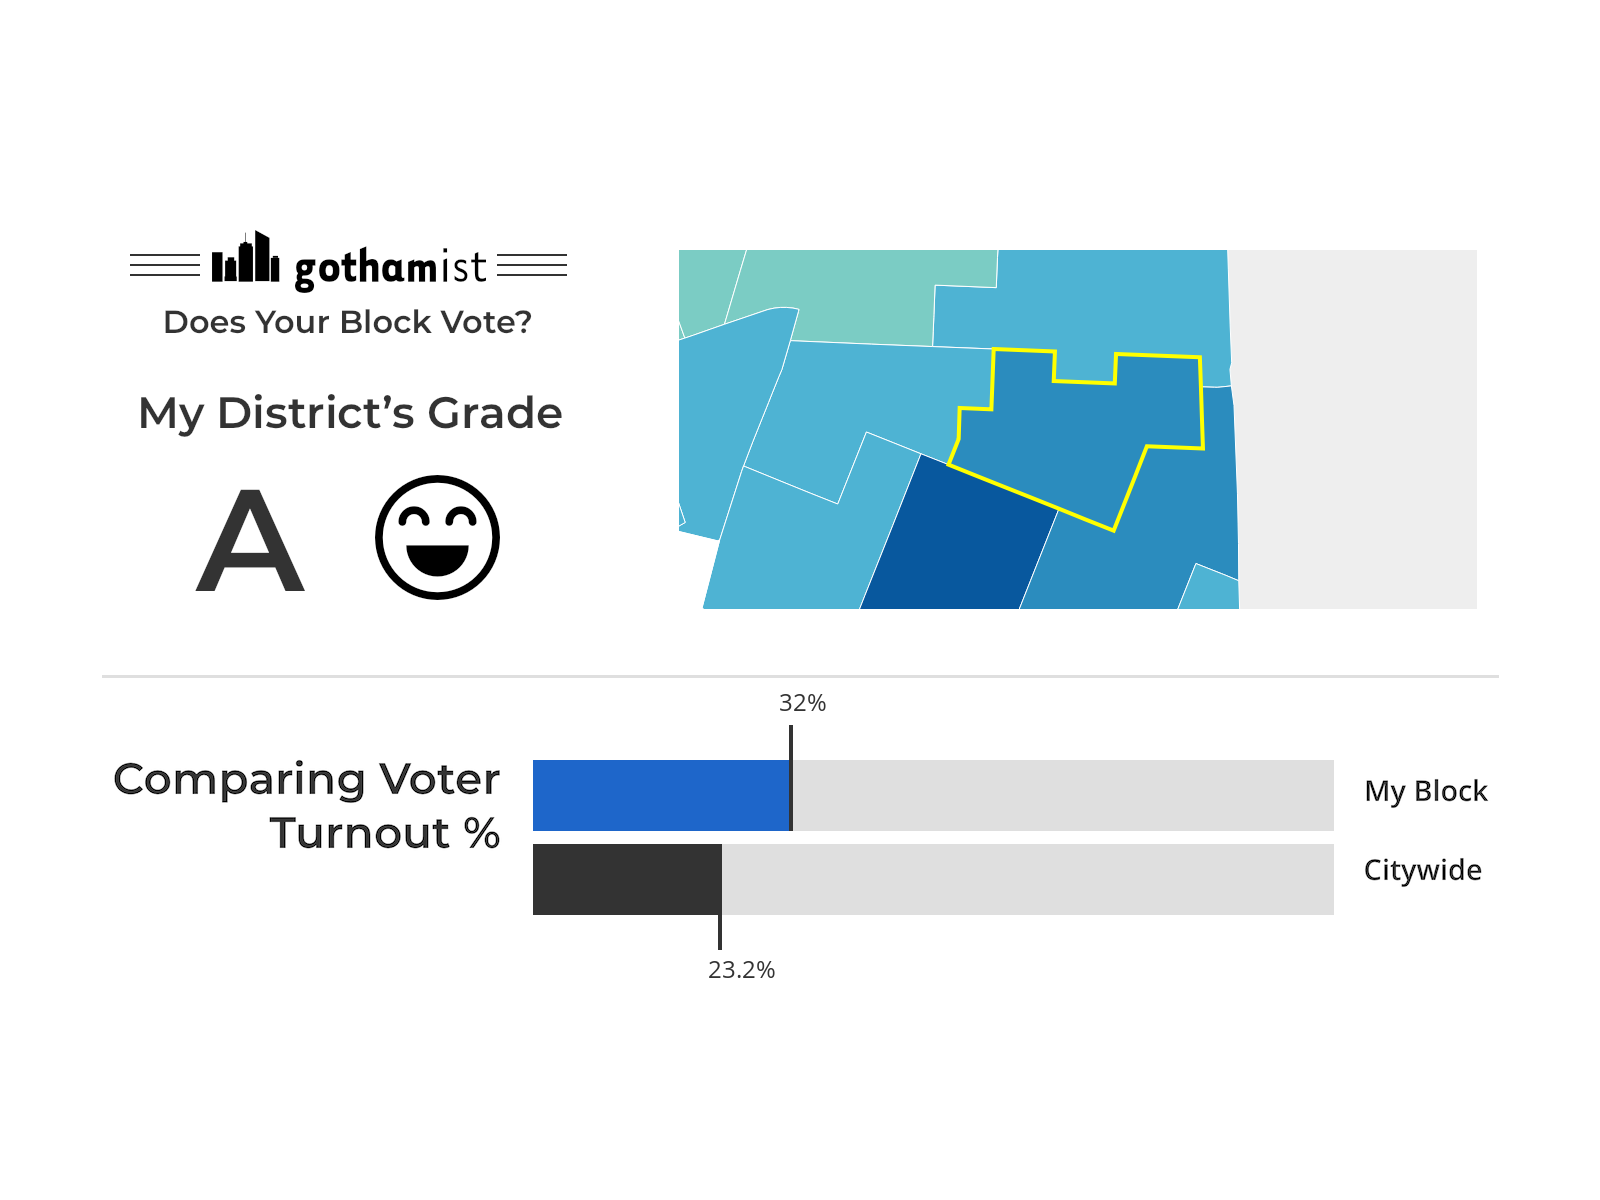 gothamist
Does Your Block Vote?
My District’s Grade
A
32%
Comparing Voter
Turnout %
My Block
Citywide
23.2%